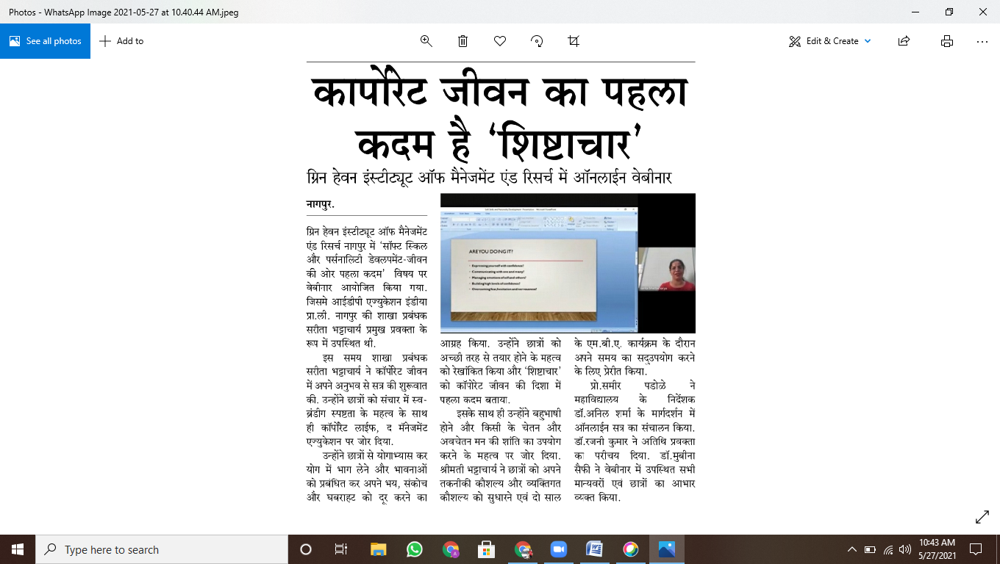 Photos - WhatsApp Image 2021-05-27 at 10.40.44 AM.jpeg
See all photos
Add to
Edit & Create
कार्पोरेट जीवन का पहला
कदम है ‘शिष्टाचार’
ग्रिन हेवन इंस्टीट्यूट ऑफ मैनेजमेंट एंड रिसर्च में ऑनलाईन वेबीनार
नागपुर.
ग्रिन हेवन इंस्टीट्यूट ऑफ मैनेजमेंट
एंड रिसर्च नागपुर में ‘सॉफ्ट स्किल
और पर्सनालिटी डेवलपमेंट-जीवन
की ओर पहला कदम’ विषय पर
वेबीनार आयोजित किया गया.
जिसमे आईडीपी एज्युकेशन इंडीया
प्रा.ली. नागपुर की शाखा प्रबंधक
सरीता भट्टाचार्य प्रमुख प्रवक्ता के
रूप में उपस्थित थी.
इस समय शाखा प्रबंधक
सरीता भट्टाचार्य ने कॉर्पोरेट जीवन
में अपने अनुभव से सत्र की शुरूवात
की. उन्होंने छात्रों को संचार में स्व-
ब्रंडीग स्पष्टता के महत्व के साथ
ही कॉर्पोरेट लाईफ, द मॅनेजमेंट
एज्युकेशन पर जोर दिया.
उन्होंने छात्रों से योगाभ्यास कर
योग में भाग लेने और भावनाओं
को प्रबंधित कर अपने भय, संकोच
और घबराहट को दूर करने का
ARE YOU DOING IT?
Expressing yourself with confidence?
Communicating with one and many?
Managing emotions of self and others?
Building high levels of confidence?
Overcoming fear, hesitation and nervousness?
आग्रह किया. उन्होंने छात्रों को
अच्छी तरह से तयार होने के महत्व
को रेखांकित किया और ‘शिष्टाचार’
को कॉपोरेट जीवन की दिशा में
पहला कदम बताया.
इसके साथ ही उन्होंने बहुभाषी
होने और किसी के चेतन और
अवचेतन मन की शांति का उपयोग
करने के महत्व पर जोर दिया.
श्रीमती भट्टाचार्य ने छात्रों को अपने
तकनीकी कौशल्य और व्यक्तिगत
कौशल्य को सुधारने एवं दो साल
के एम.बी.ए. कार्यक्रम के दौरान
अपने समय का सदुउपयोग करने
के लिए प्रेरीत किया.
प्रो.समीर पडोळे ने
महाविद्यालय के निदेंशक
डॉ.अनिल शर्मा के मार्गदर्शन में
ऑनलाईन सत्र का संचालन किया.
डॉ.रजनी कुमार ने अतिथि प्रवक्ता
का परीचय दिया. डॉ.मुबीना
सैफी ने वेबीनार में उपस्थित सभी
मान्यवरों एवं छात्रों का आभार
व्यक्त किया.
Type here to search
10:43 AM
5/27/2021